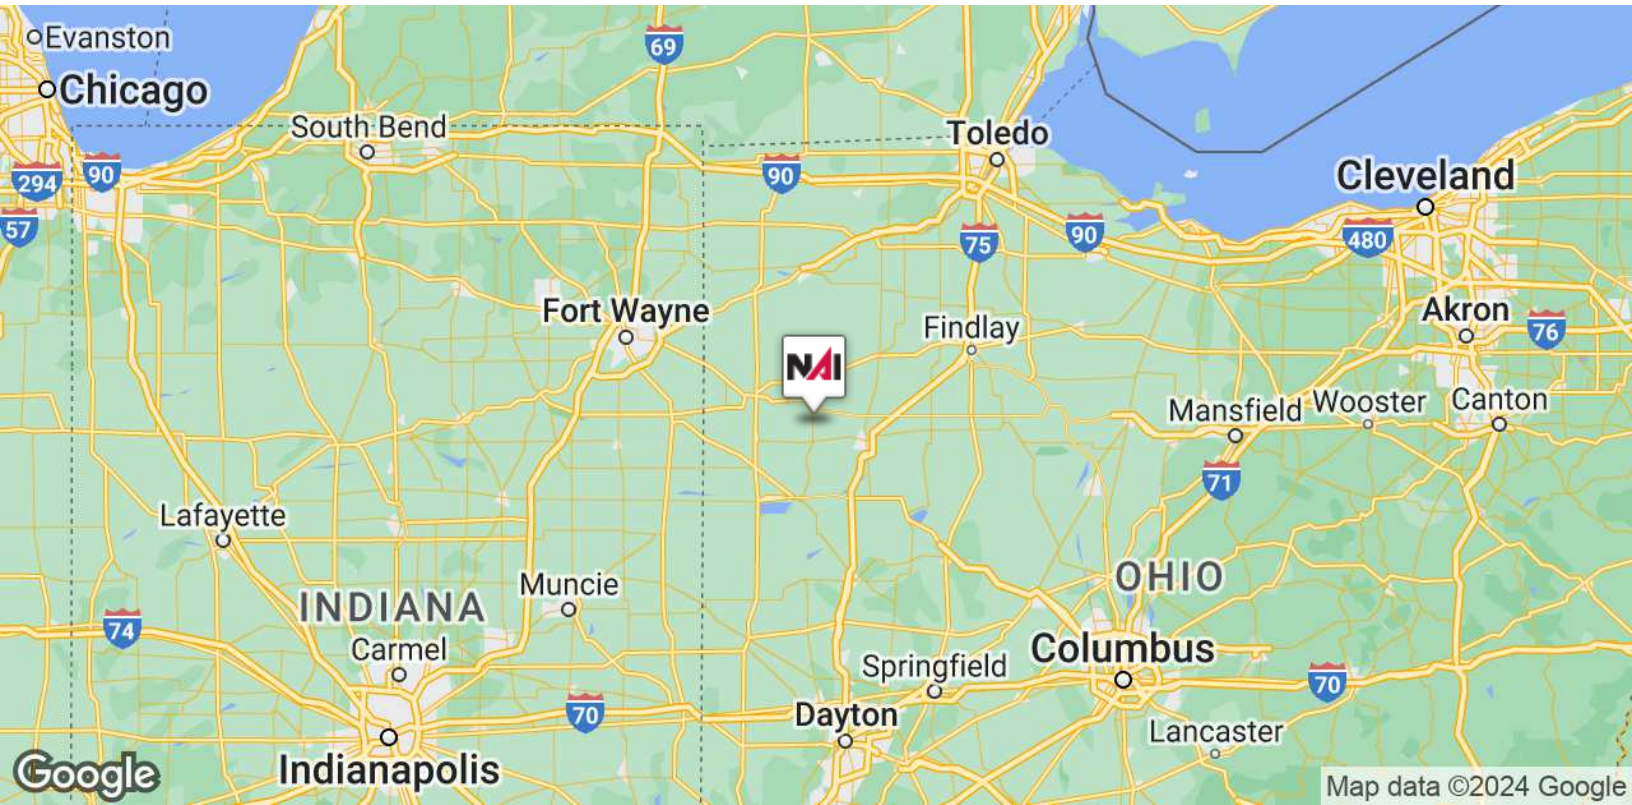 Evanston
69
Chicago
South Bend
Toledo
90
90
294
Cleveland
57
75
90
480
Fort Wayne
Findlay
Akron
76
NAI
Mansfield
Wooster
Canton
71
Lafayette
Muncie
OHIO
INDIANA
74
Carmel
Columbus
Springfield
70
70
Dayton
Lancaster
Indianapolis
Google
Map data ©2024 Google